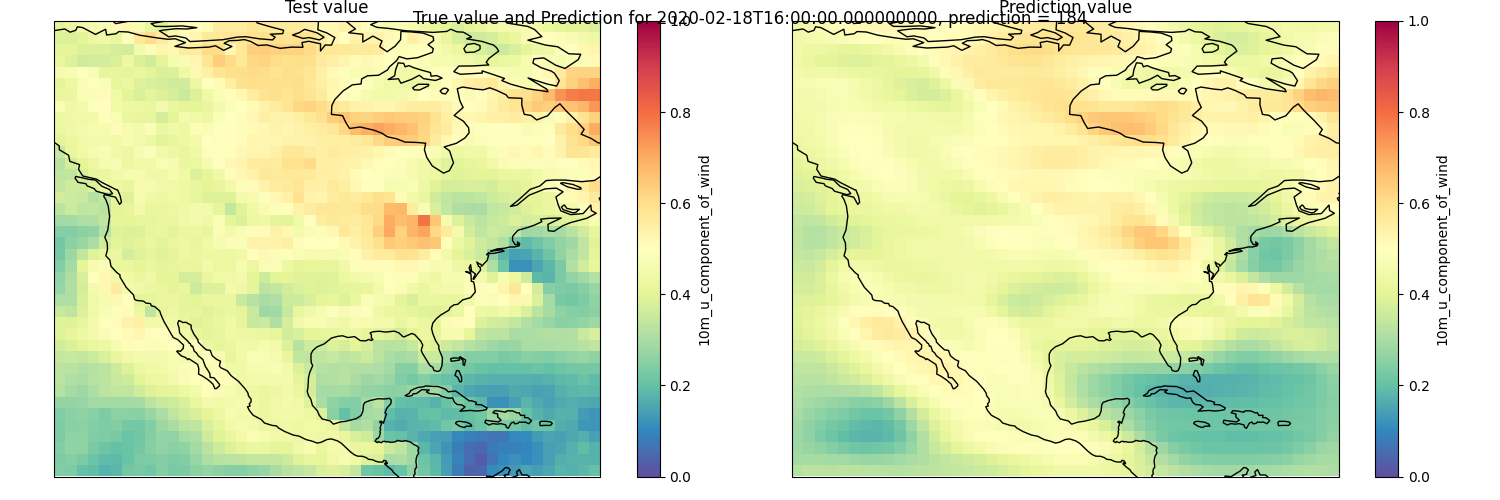 Test value
Prediction value
True value and Prediction for 2020-02-18T16:00:00.000000000, prediction = 184
1.0
0.8
0.6
0.4
0.2
0.0
10m_u_component_of_wind
1.0
0.8
0.6
0.4
0.2
0.0
10m_u_component_of_wind